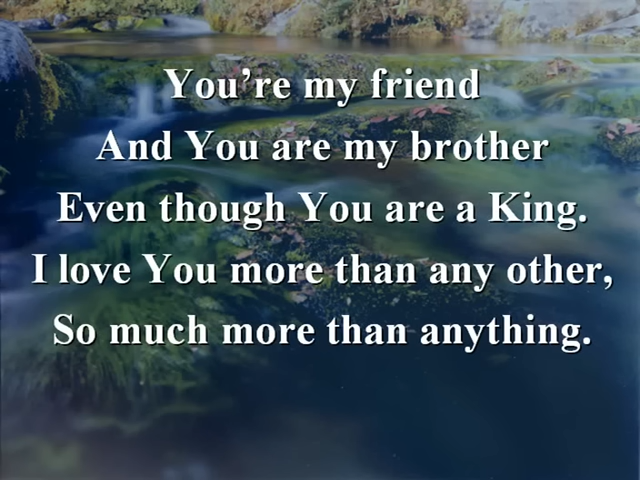 You’re my friend
And You are my brother
Even though You are a King.
I love You more than any other,
So much more than anything.